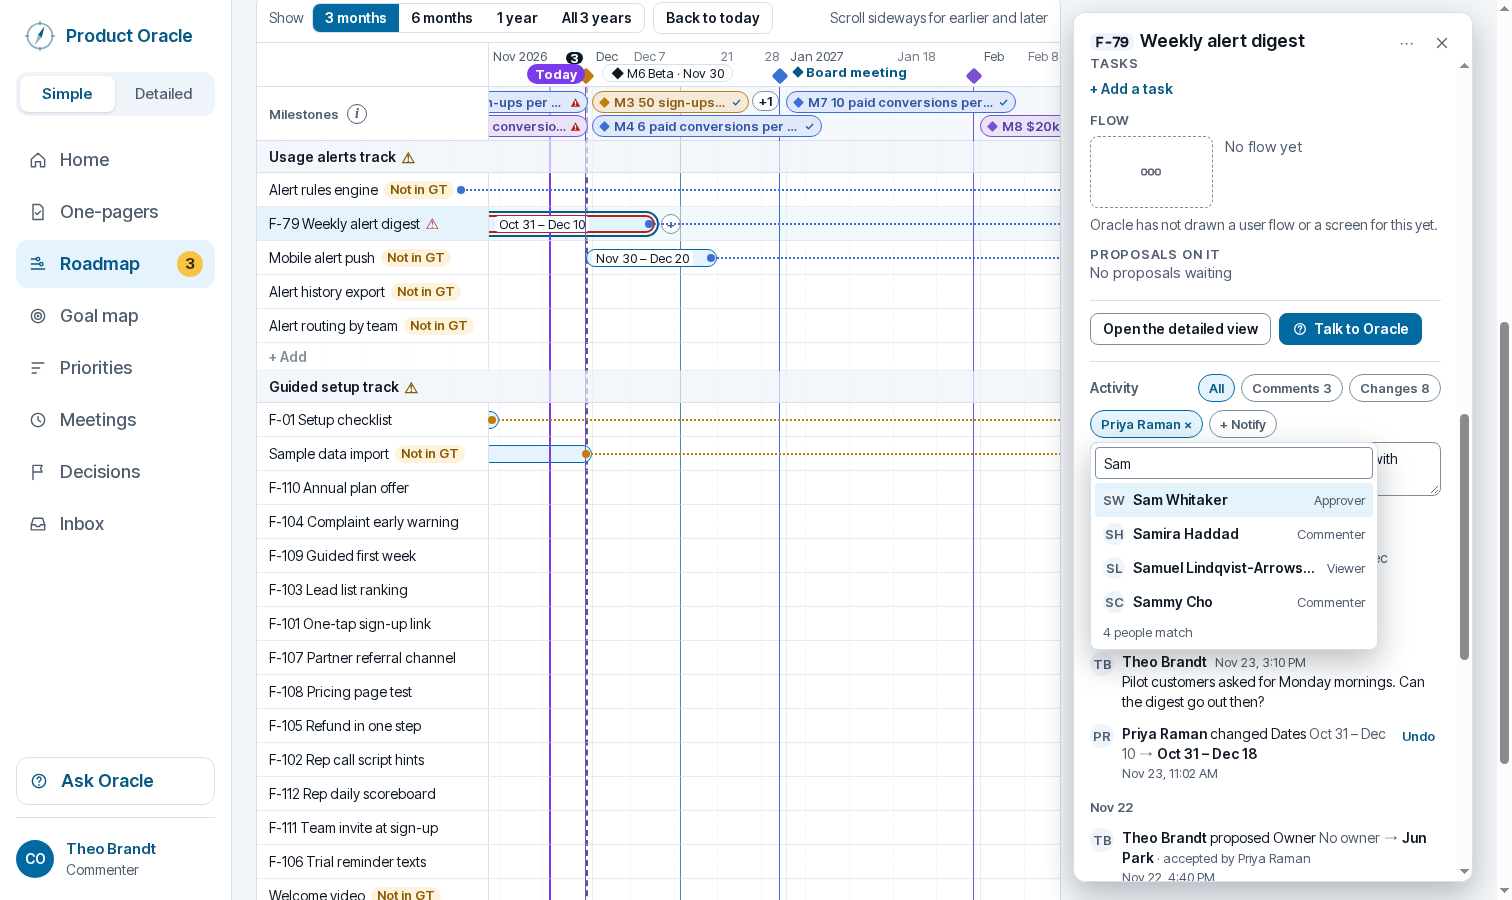 Product Oracle
Simple
Detailed
Home
One-pagers
Roadmap
3
Goal map
Priorities
Meetings
Decisions
Inbox
Ask Oracle
CO
Theo Brandt
Commenter
Show
3 months
6 months
1 year
All 3 years
Back to today
Scroll sideways for earlier and later
Nov 2026
3
Dec
Dec 7
21
28
Jan 2027
Jan 18
Feb
Feb 8
Today
M6 Beta · Nov 30
Board meeting
Milestones
i
n-ups per ...
M3 50 sign-ups...
+1
M7 10 paid conversions per...
conversio...
M4 6 paid conversions per ...
M8 $20k
Usage alerts track
Alert rules engine
Not in GT
F-79 Weekly alert digest
Oct 31 – Dec 10
Mobile alert push
Not in GT
Nov 30 – Dec 20
Alert history export
Not in GT
Alert routing by team
Not in GT
+ Add
Guided setup track
F-01 Setup checklist
Sample data import
Not in GT
F-110 Annual plan offer
F-104 Complaint early warning
F-109 Guided first week
F-103 Lead list ranking
F-101 One-tap sign-up link
F-107 Partner referral channel
F-108 Pricing page test
F-105 Refund in one step
F-102 Rep call script hints
F-112 Rep daily scoreboard
F-111 Team invite at sign-up
F-106 Trial reminder texts
Welcome video
Not in GT
F-79 Weekly alert digest
TASKS
+ Add a task
FLOW
No flow yet
Oracle has not drawn a user flow or a screen for this yet.
PROPOSALS ON IT
No proposals waiting
Open the detailed view
Talk to Oracle
Activity
All
Comments 3
Changes 8
Priya Raman ×
+ Notify
with
Sam
SW Sam Whitaker Approver
SH Samira Haddad Commenter
ec
SL Samuel Lindqvist-Arrows... Viewer
SC Sammy Cho Commenter
4 people match
TB Theo Brandt Nov 23, 3:10 PM
Pilot customers asked for Monday mornings. Can
the digest go out then?
PR Priya Raman changed Dates Oct 31 – Dec
10 → Oct 31 – Dec 18
Undo
Nov 23, 11:02 AM
Nov 22
TB Theo Brandt proposed Owner No owner → Jun
Park · accepted by Priya Raman
Nov 22, 4:40 PM